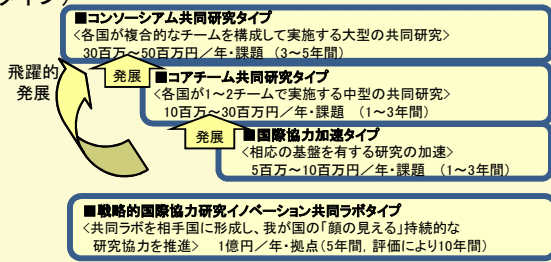 ■コンソーシアム共同研究タイプ
<各国が複合的なチームを構成して実施する大型の共同研究>
30百万~50百万円/年・課題 (3~5年間)
飛躍的
発展
発展
■コアチーム共同研究タイプ
<各国が1~2チームで実施する中型の共同研究>
10百万~30百万円/年・課題 (1~3年間)
発展
■国際協力加速タイプ
<相応の基盤を有する研究の加速>
5百万~10百万円/年・課題 (1~3年間)
■戦略的国際協力研究イノベーション共同ラボタイプ
<共同ラボを相手国に形成し、我が国の「顔の見える」持続的な
研究協力を推進> 1億円/年・拠点(5年間, 評価により10年間)